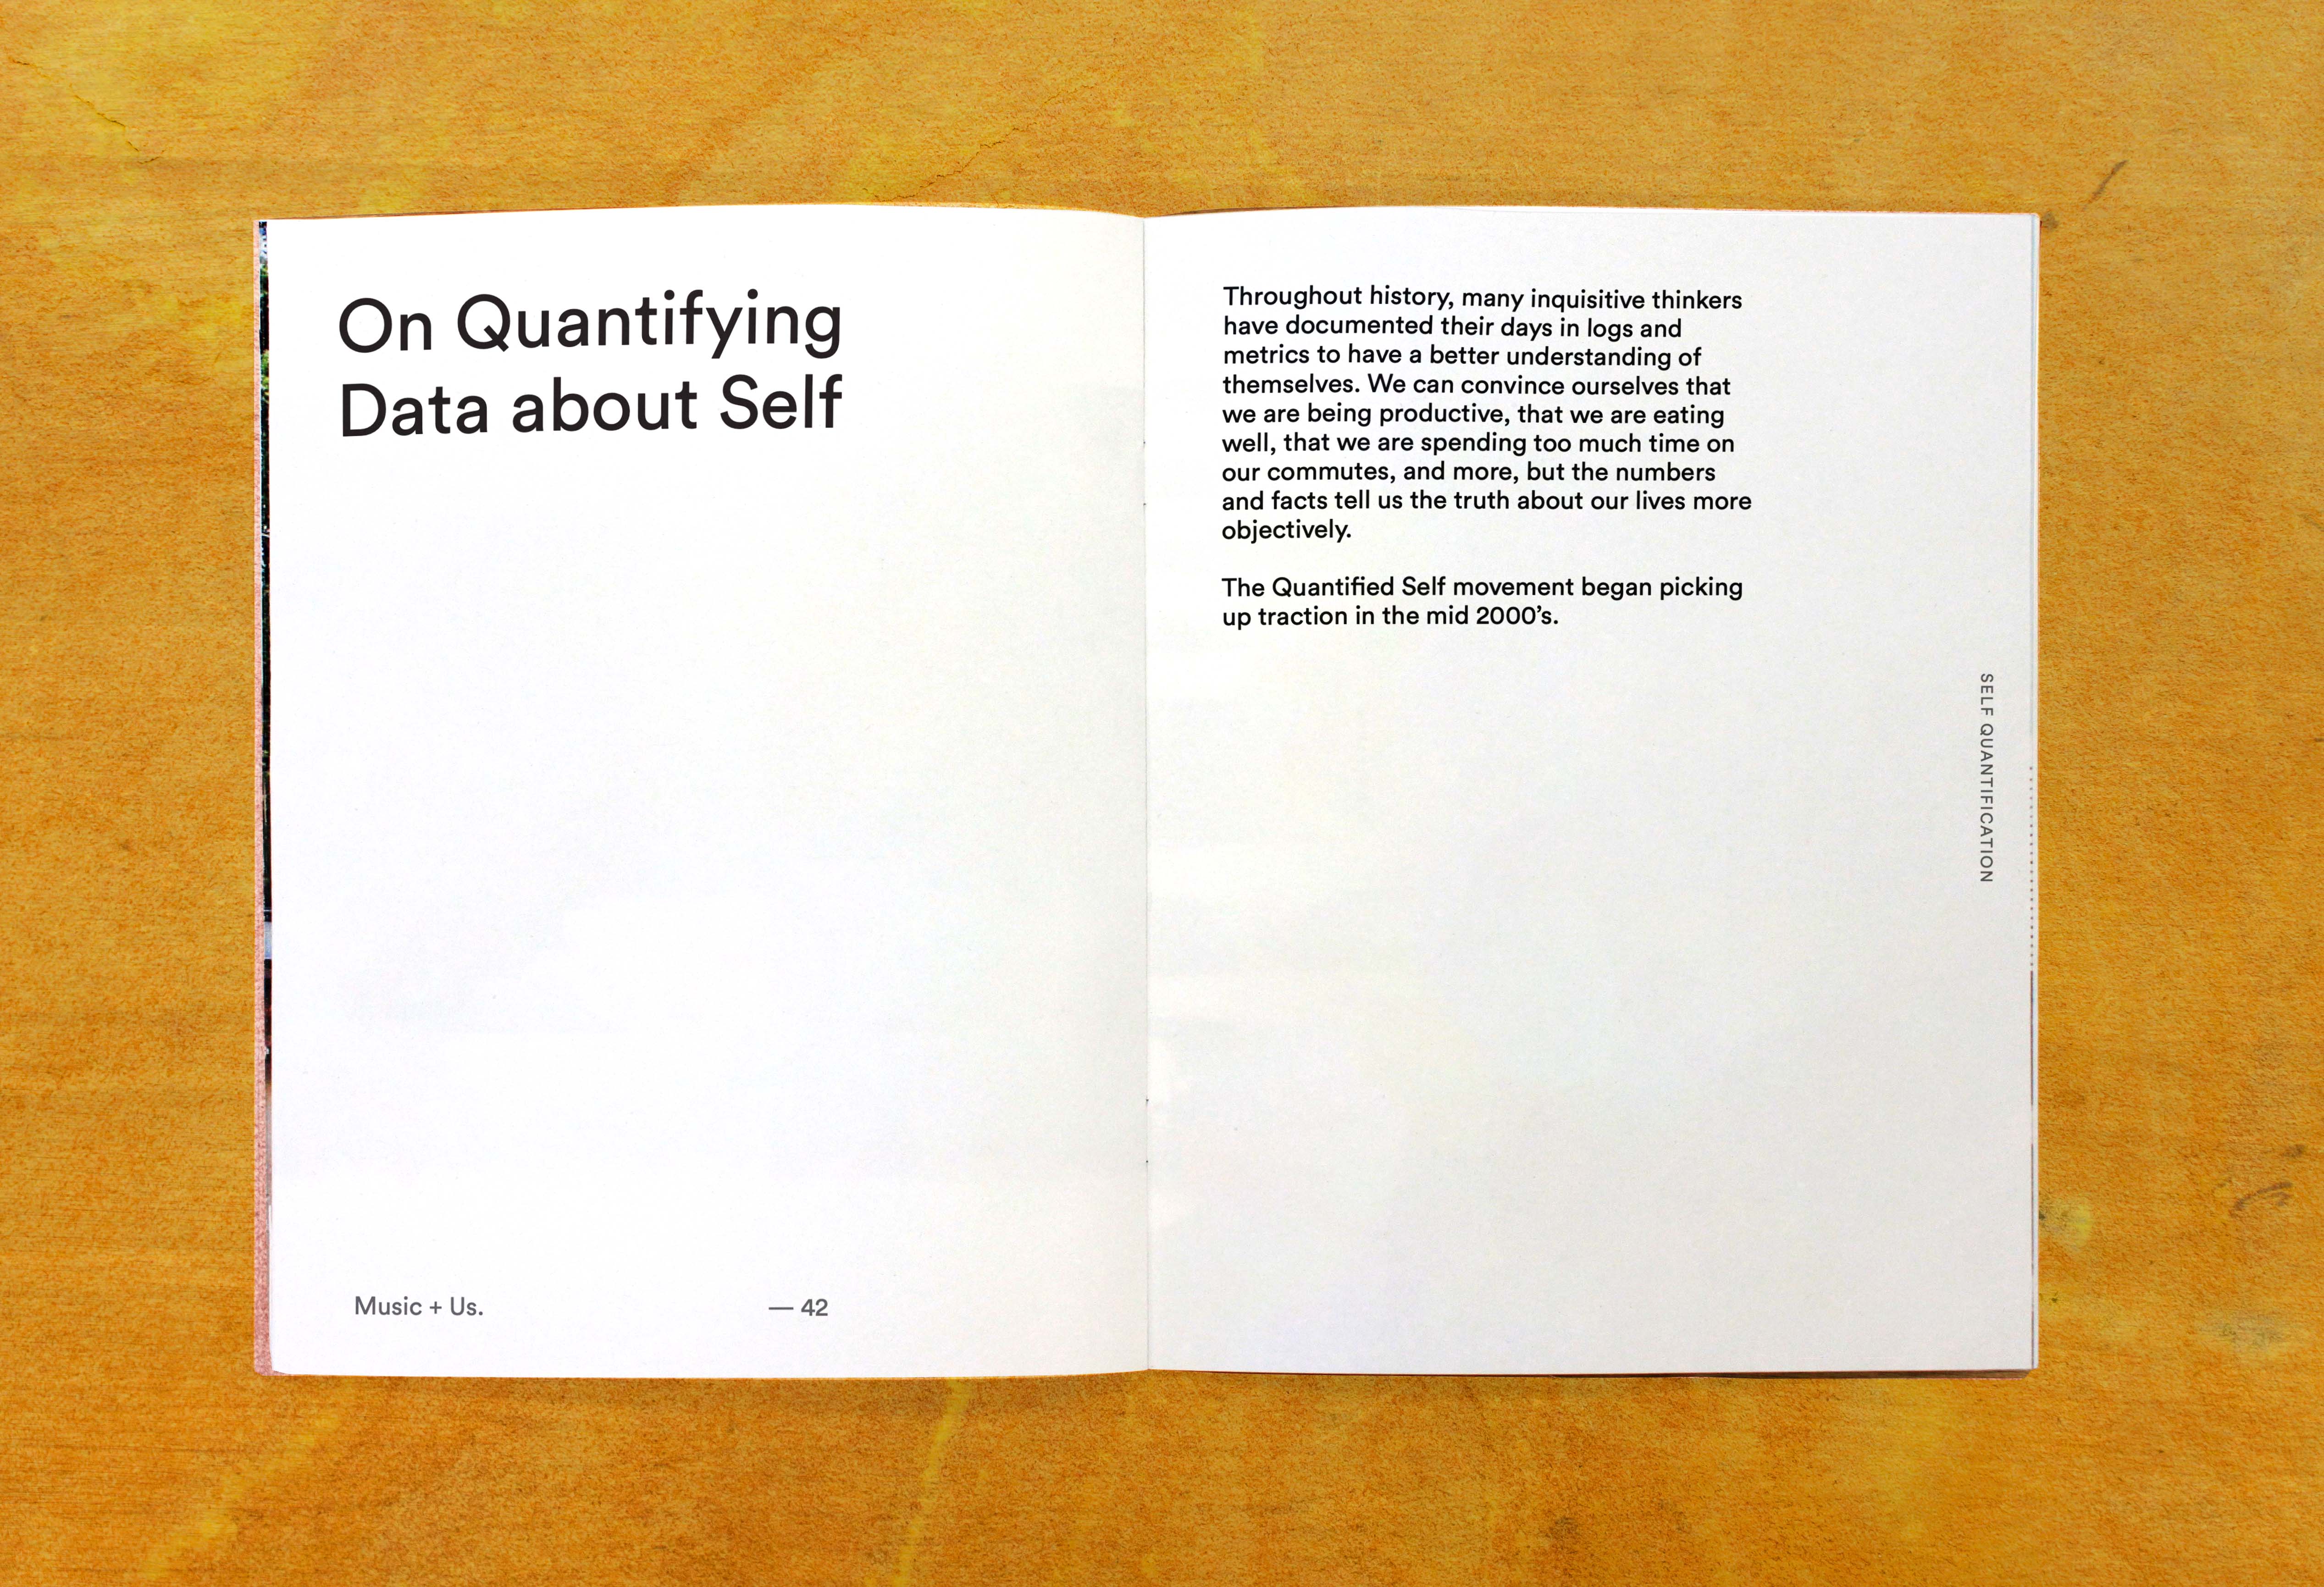 On Quantifying
Data about Self
Music + Us.
— 42
Throughout history, many inquisitive thinkers
have documented their days in logs and
metrics to have a better understanding of
themselves. We can convince ourselves that
we are being productive, that we are eating
well, that we are spending too much time on
our commutes, and more, but the numbers
and facts tell us the truth about our lives more
objectively.
The Quantified Self movement began picking
up traction in the mid 2000’s.
SELF QUANTIFICATION